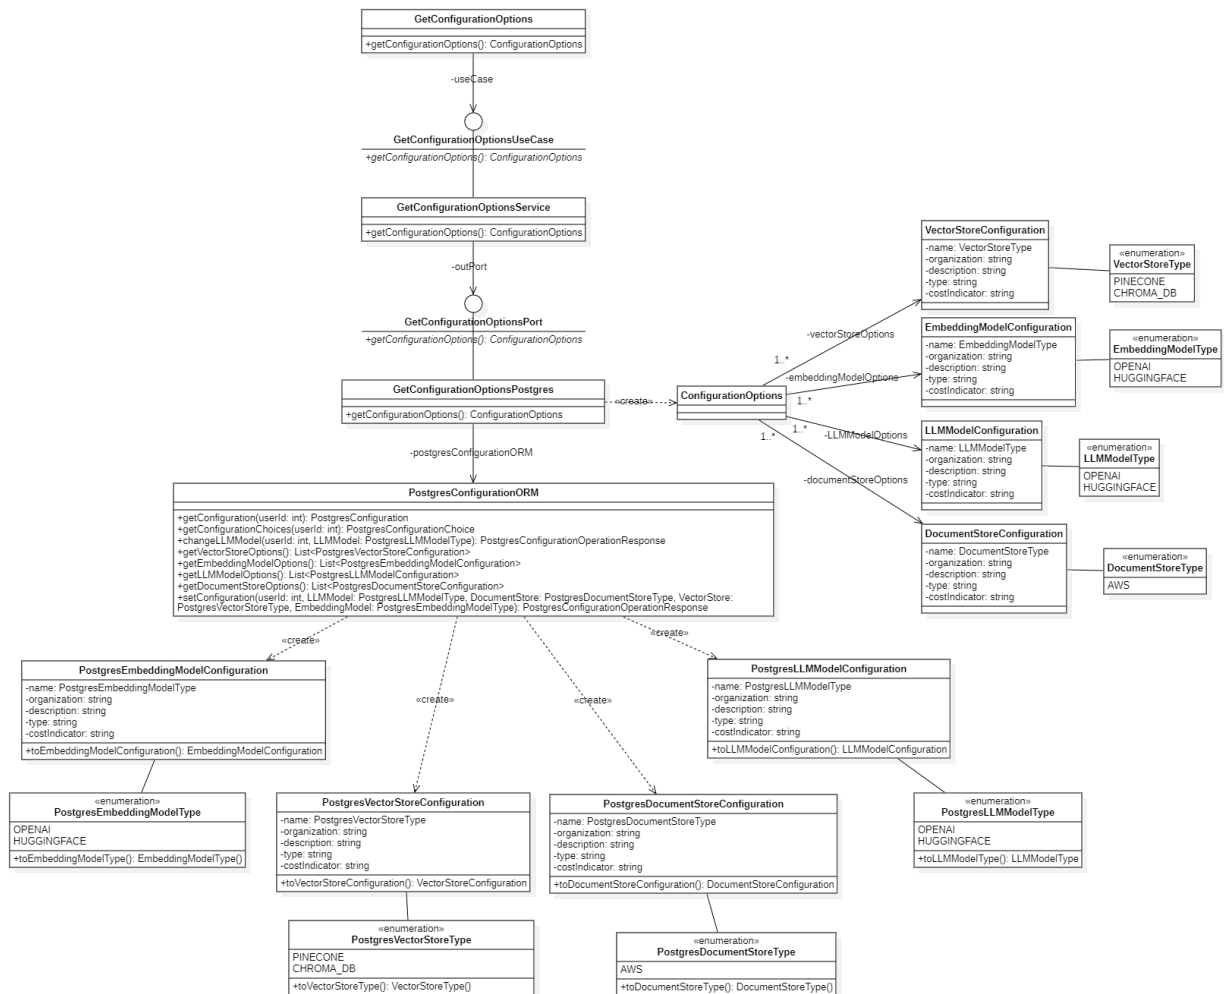 GetConfigurationOptions
+getConfigurationOptions(): ConfigurationOptions
-useCase
GetConfigurationOptionsUseCase
+getConfigurationOptions(): ConfigurationOptions
GetConfigurationOptionsService
+getConfigurationOptions(): ConfigurationOptions
-outPort
GetConfigurationOptionsPort
+getConfigurationOptions(): ConfigurationOptions
GetConfigurationOptionsPostgres
+getConfigurationOptions(): ConfigurationOptions
«create»
ConfigurationOptions
-vectorStoreOptions
1..*
-embeddingModelOptions
1..*
-LLMModelOptions
1..*
-documentStoreOptions
1..*
VectorStoreConfiguration
-name: VectorStoreType
-organization: string
-description: string
-type: string
-costIndicator: string
«enumeration»
VectorStoreType
PINECONE
CHROMA_DB
EmbeddingModelConfiguration
-name: EmbeddingModelType
-organization: string
-description: string
-type: string
-costIndicator: string
«enumeration»
EmbeddingModelType
OPENAI
HUGGINGFACE
LLMModelConfiguration
-name: LLMModelType
-organization: string
-description: string
-type: string
-costIndicator: string
«enumeration»
LLMModelType
OPENAI
HUGGINGFACE
DocumentStoreConfiguration
-name: DocumentStoreType
-organization: string
-description: string
-type: string
-costIndicator: string
«enumeration»
DocumentStoreType
AWS
-postgresConfigurationORM
PostgresConfigurationORM
+getConfiguration(userId: int): PostgresConfiguration
+getConfigurationChoices(userId: int): PostgresConfigurationChoice
+changeLLMModel(userId: int, LLMModel: PostgresLLMModelType): PostgresConfigurationOperationResponse
+getVectorStoreOptions(): List<PostgresVectorStoreConfiguration>
+getEmbeddingModelOptions(): List<PostgresEmbeddingModelConfiguration>
+getLLMModelOptions(): List<PostgresLLMModelConfiguration>
+getDocumentStoreOptions(): List<PostgresDocumentStoreConfiguration>
+setConfiguration(userId: int, LLMModel: PostgresLLMModelType, DocumentStore: PostgresDocumentStoreType, VectorStore:
PostgresVectorStoreType, EmbeddingModel: PostgresEmbeddingModelType): PostgresConfigurationOperationResponse
«create»
«create»
«create»
«create»
PostgresEmbeddingModelConfiguration
-name: PostgresEmbeddingModelType
-organization: string
-description: string
-type: string
-costIndicator: string
+toEmbeddingModelConfiguration(): EmbeddingModelConfiguration
«enumeration»
PostgresEmbeddingModelType
OPENAI
HUGGINGFACE
+toEmbeddingModelType(): EmbeddingModelType()
PostgresVectorStoreConfiguration
-name: PostgresVectorStoreType
-organization: string
-description: string
-type: string
-costIndicator: string
+toVectorStoreConfiguration(): VectorStoreConfiguration
«enumeration»
PostgresVectorStoreType
PINECONE
CHROMA_DB
+toVectorStoreType(): VectorStoreType()
PostgresDocumentStoreConfiguration
-name: PostgresDocumentStoreType
-organization: string
-description: string
-type: string
-costIndicator: string
+toDocumentStoreConfiguration(): DocumentStoreConfiguration
«enumeration»
PostgresDocumentStoreType
AWS
+toDocumentStoreType(): DocumentStoreType()
PostgresLLMModelConfiguration
-name: PostgresLLMModelType
-organization: string
-description: string
-type: string
-costIndicator: string
+toLLMModelConfiguration(): LLMModelConfiguration
«enumeration»
PostgresLLMModelType
OPENAI
HUGGINGFACE
+toLLMModelType(): LLMModelType